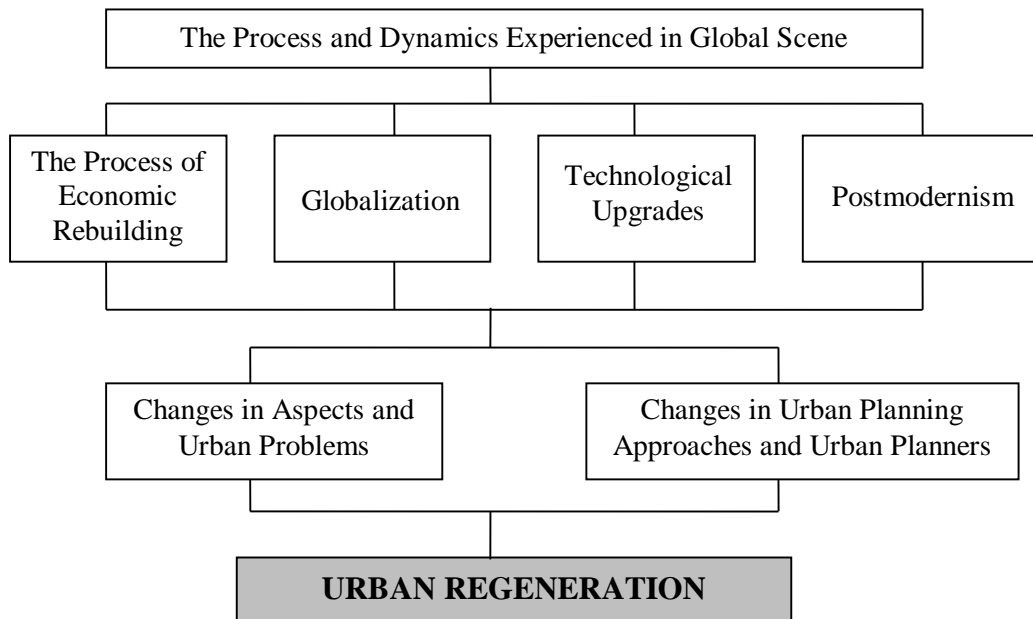 The Process and Dynamics Experienced in Global Scene
The Process of
Economic
Rebuilding
Globalization
Technological
Upgrades
Postmodernism
Changes in Aspects and
Urban Problems
Changes in Urban Planning
Approaches and Urban Planners
URBAN REGENERATION